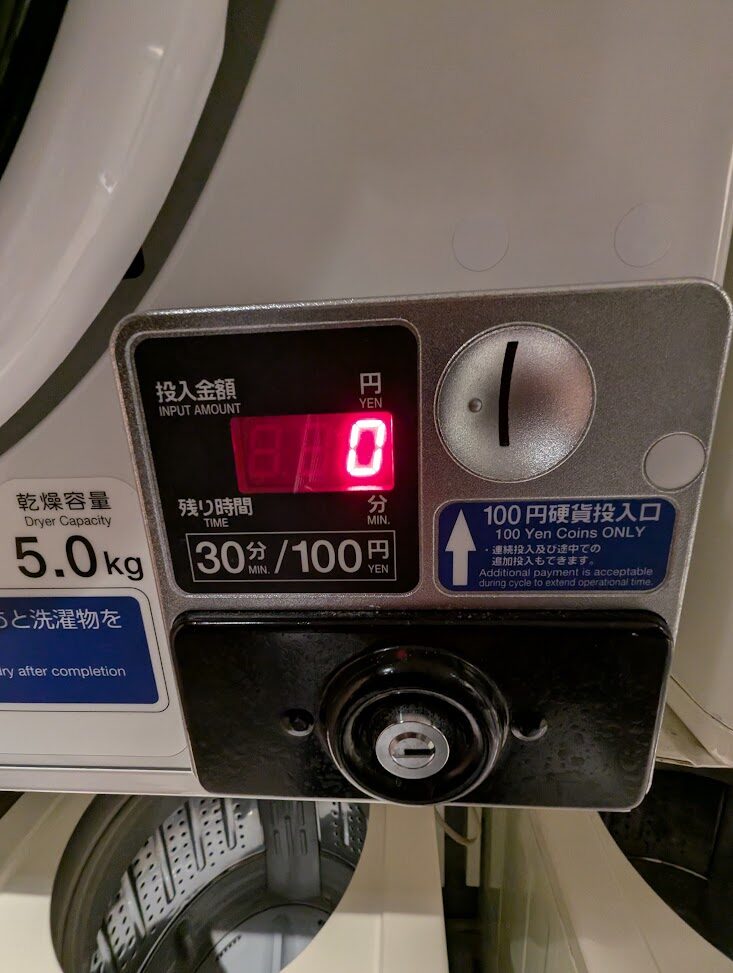 投入金額
INPUT AMOUNT
円
YEN
0
残り時間
TIME
分
MIN.
30分 MIN. /100円 YEN
100円硬貨投入口
100 Yen Coins ONLY
・連続投入及び途中での
追加投入もできます。
Additional payment is acceptable
during cycle to extend operational time.
乾燥容量
Dryer Capacity
5.0kg
と洗濯物を
after completion